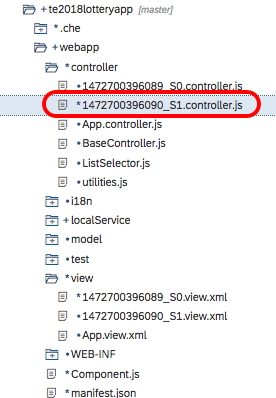 +te2018lotteryapp [master]
*.che
+webapp
*controller
•1472700396089_S0.controller.js
*1472700396090_S1.controller.js
•App.controller.js
•BaseController.js
•ListSelector.js
•utilities.js
•i18n
+localService
•model
•test
*view
*1472700396089_S0.view.xml
*1472700396090_S1.view.xml
•App.view.xml
•WEB-INF
*Component.js
*manifest.json